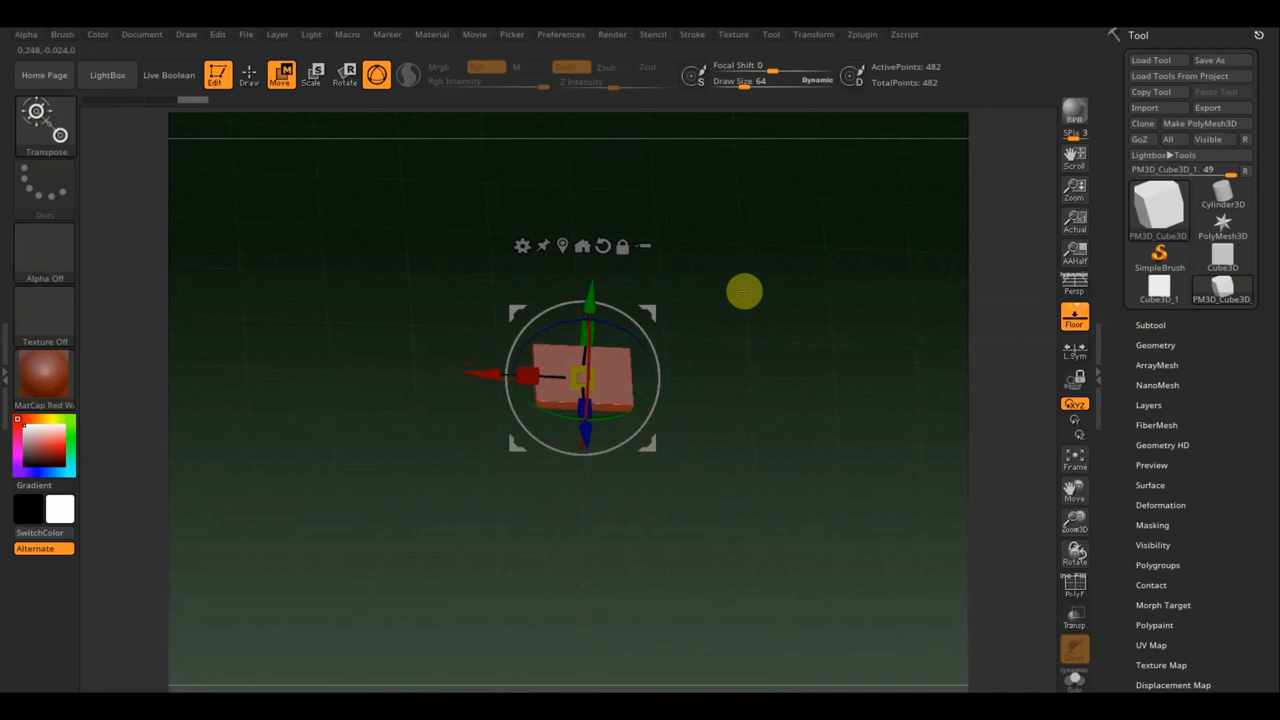 Alpha Brush Color Document Draw Edit File Layer Light Macro Marker Material Movie Picker Preferences Render Stencil Stroke Texture Tool Transform Zplugin Zscript
Tool
0.248,-0.024,0
Home Page
LightBox
Live Boolean
Edit
Draw
Move
Scale
Rotate
Mrgb
Rgb
M
Rgb Intensity
Zadd
Zsub
Zcut
Z Intensity
S
Focal Shift 0
Draw Size 64
Dynamic
D
ActivePoints: 482
TotalPoints: 482
Transpose
Dots
Alpha Off
Texture Off
MatCap Red Wa
Gradient
SwitchColor
Alternate
BPR
SPix 3
Scroll
Zoom
Actual
AAHalf
Dynamic
Persp
Floor
L.Sym
XYZ
Y
Z
Frame
Move
Zoom3D
Rotate
Line Fill
PolyF
Transp
Ghost
Dynamic
Solo
Load Tool Save As
Load Tools From Project
Copy Tool Paste Tool
Import Export
Clone Make PolyMesh3D
GoZ All Visible R
Lightbox▶Tools
PM3D_Cube3D_1. 49 R
PM3D_Cube3D
Cylinder3D
PolyMesh3D
SimpleBrush
Cube3D
Cube3D_1
PM3D_Cube3D_
Subtool
Geometry
ArrayMesh
NanoMesh
Layers
FiberMesh
Geometry HD
Preview
Surface
Deformation
Masking
Visibility
Polygroups
Contact
Morph Target
Polypaint
UV Map
Texture Map
Displacement Map